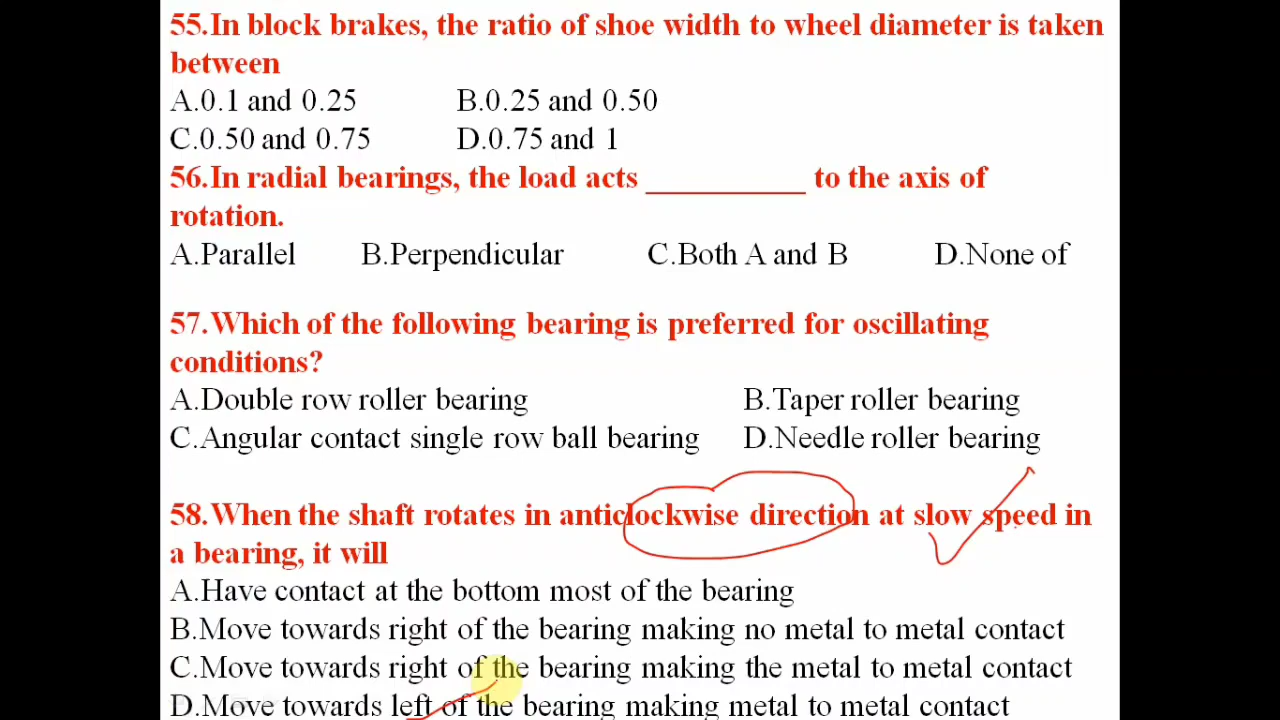 55.In block brakes, the ratio of shoe width to wheel diameter is taken
between
A.0.1 and 0.25 B.0.25 and 0.50
C.0.50 and 0.75 D.0.75 and 1
56.In radial bearings, the load acts __________ to the axis of
rotation.
A.Parallel B.Perpendicular C.Both A and B D.None of
57.Which of the following bearing is preferred for oscillating
conditions?
A.Double row roller bearing B.Taper roller bearing
C.Angular contact single row ball bearing D.Needle roller bearing
58.When the shaft rotates in anticlockwise direction at slow speed in
a bearing, it will
A.Have contact at the bottom most of the bearing
B.Move towards right of the bearing making no metal to metal contact
C.Move towards right of the bearing making the metal to metal contact
D.Move towards left of the bearing making metal to metal contact